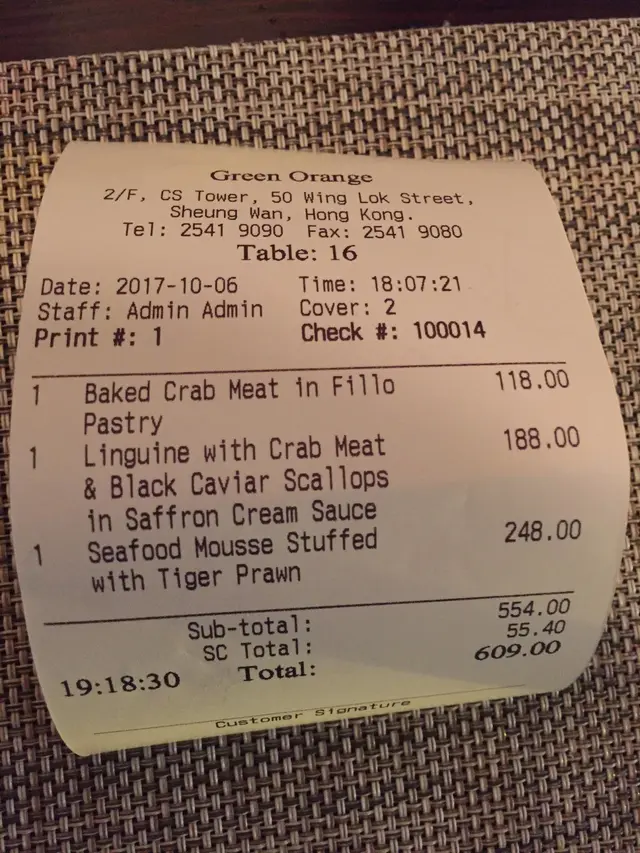 Green Orange
2/F, CS Tower, 50 Wing Lok Street,
Sheung Wan, Hong Kong.
Tel: 2541 9090 Fax: 2541 9080
Table: 16
Date: 2017-10-06 Time: 18:07:21
Staff: Admin Admin Cover: 2
Print #: 1 Check #: 100014
1 Baked Crab Meat in Fillo 118.00
Pastry
1 Linguine with Crab Meat 188.00
& Black Caviar Scallops
in Saffron Cream Sauce
1 Seafood Mousse Stuffed 248.00
with Tiger Prawn
Sub-total: 554.00
SC Total: 55.40
19:18:30 Total: 609.00
Customer Signature